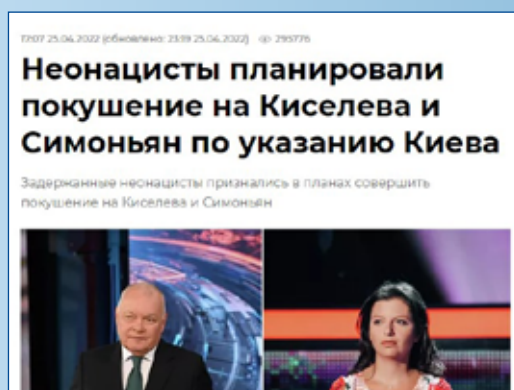 17:07 25.04.2022 (обновлено: 23:19 25.04.2022) 295776
Неонацисты планировали
покушение на Киселева и
Симоньян по указанию Киева
Задержанные неонацисты признались в планах совершить
покушение на Киселева и Симоньян